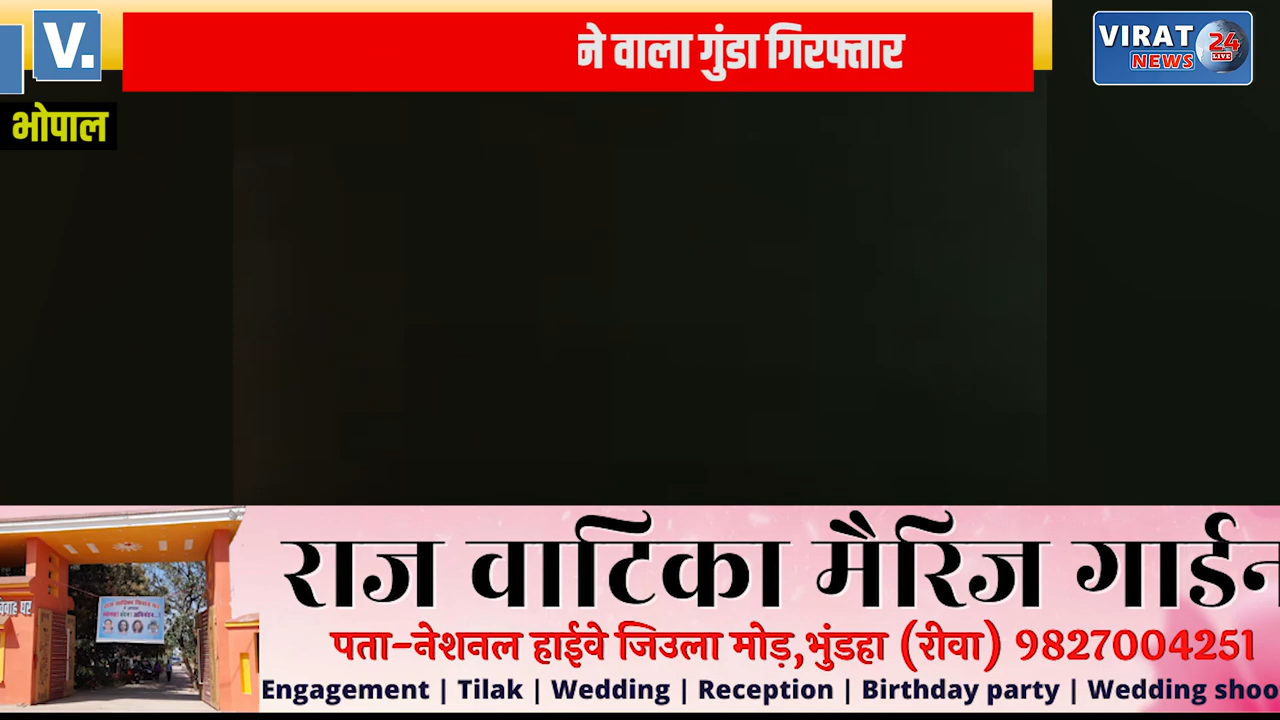 V.
ने वाला गुंडा गिरफ्तार
VIRAT
NEWS
24
LIVE
भोपाल
राज वाटिका मैरिज गार्डन
पता-नेशनल हाईवे जिउला मोड़,भुंडहा (रीवा) 9827004251
Engagement | Tilak | Wedding | Reception | Birthday party | Wedding shoo